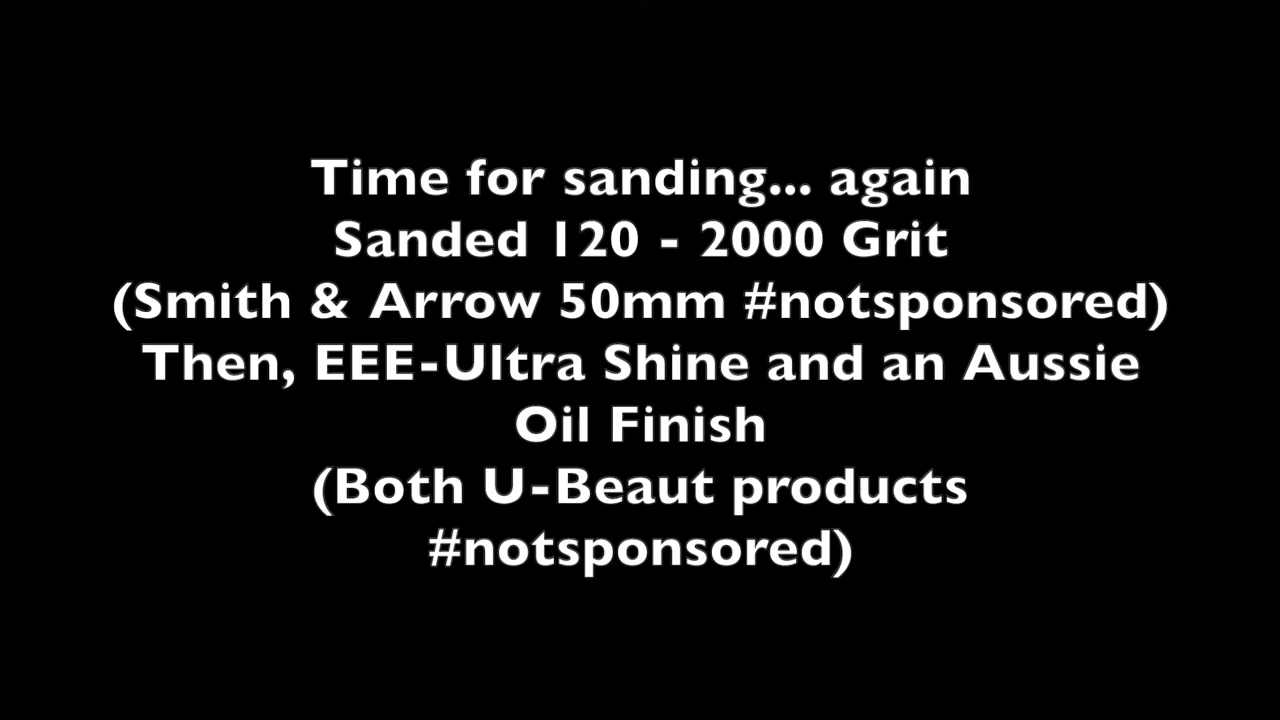 Time for sanding... again
Sanded 120 - 2000 Grit
(Smith & Arrow 50mm #notsponsored)
Then, EEE-Ultra Shine and an Aussie
Oil Finish
(Both U-Beaut products
#notsponsored)